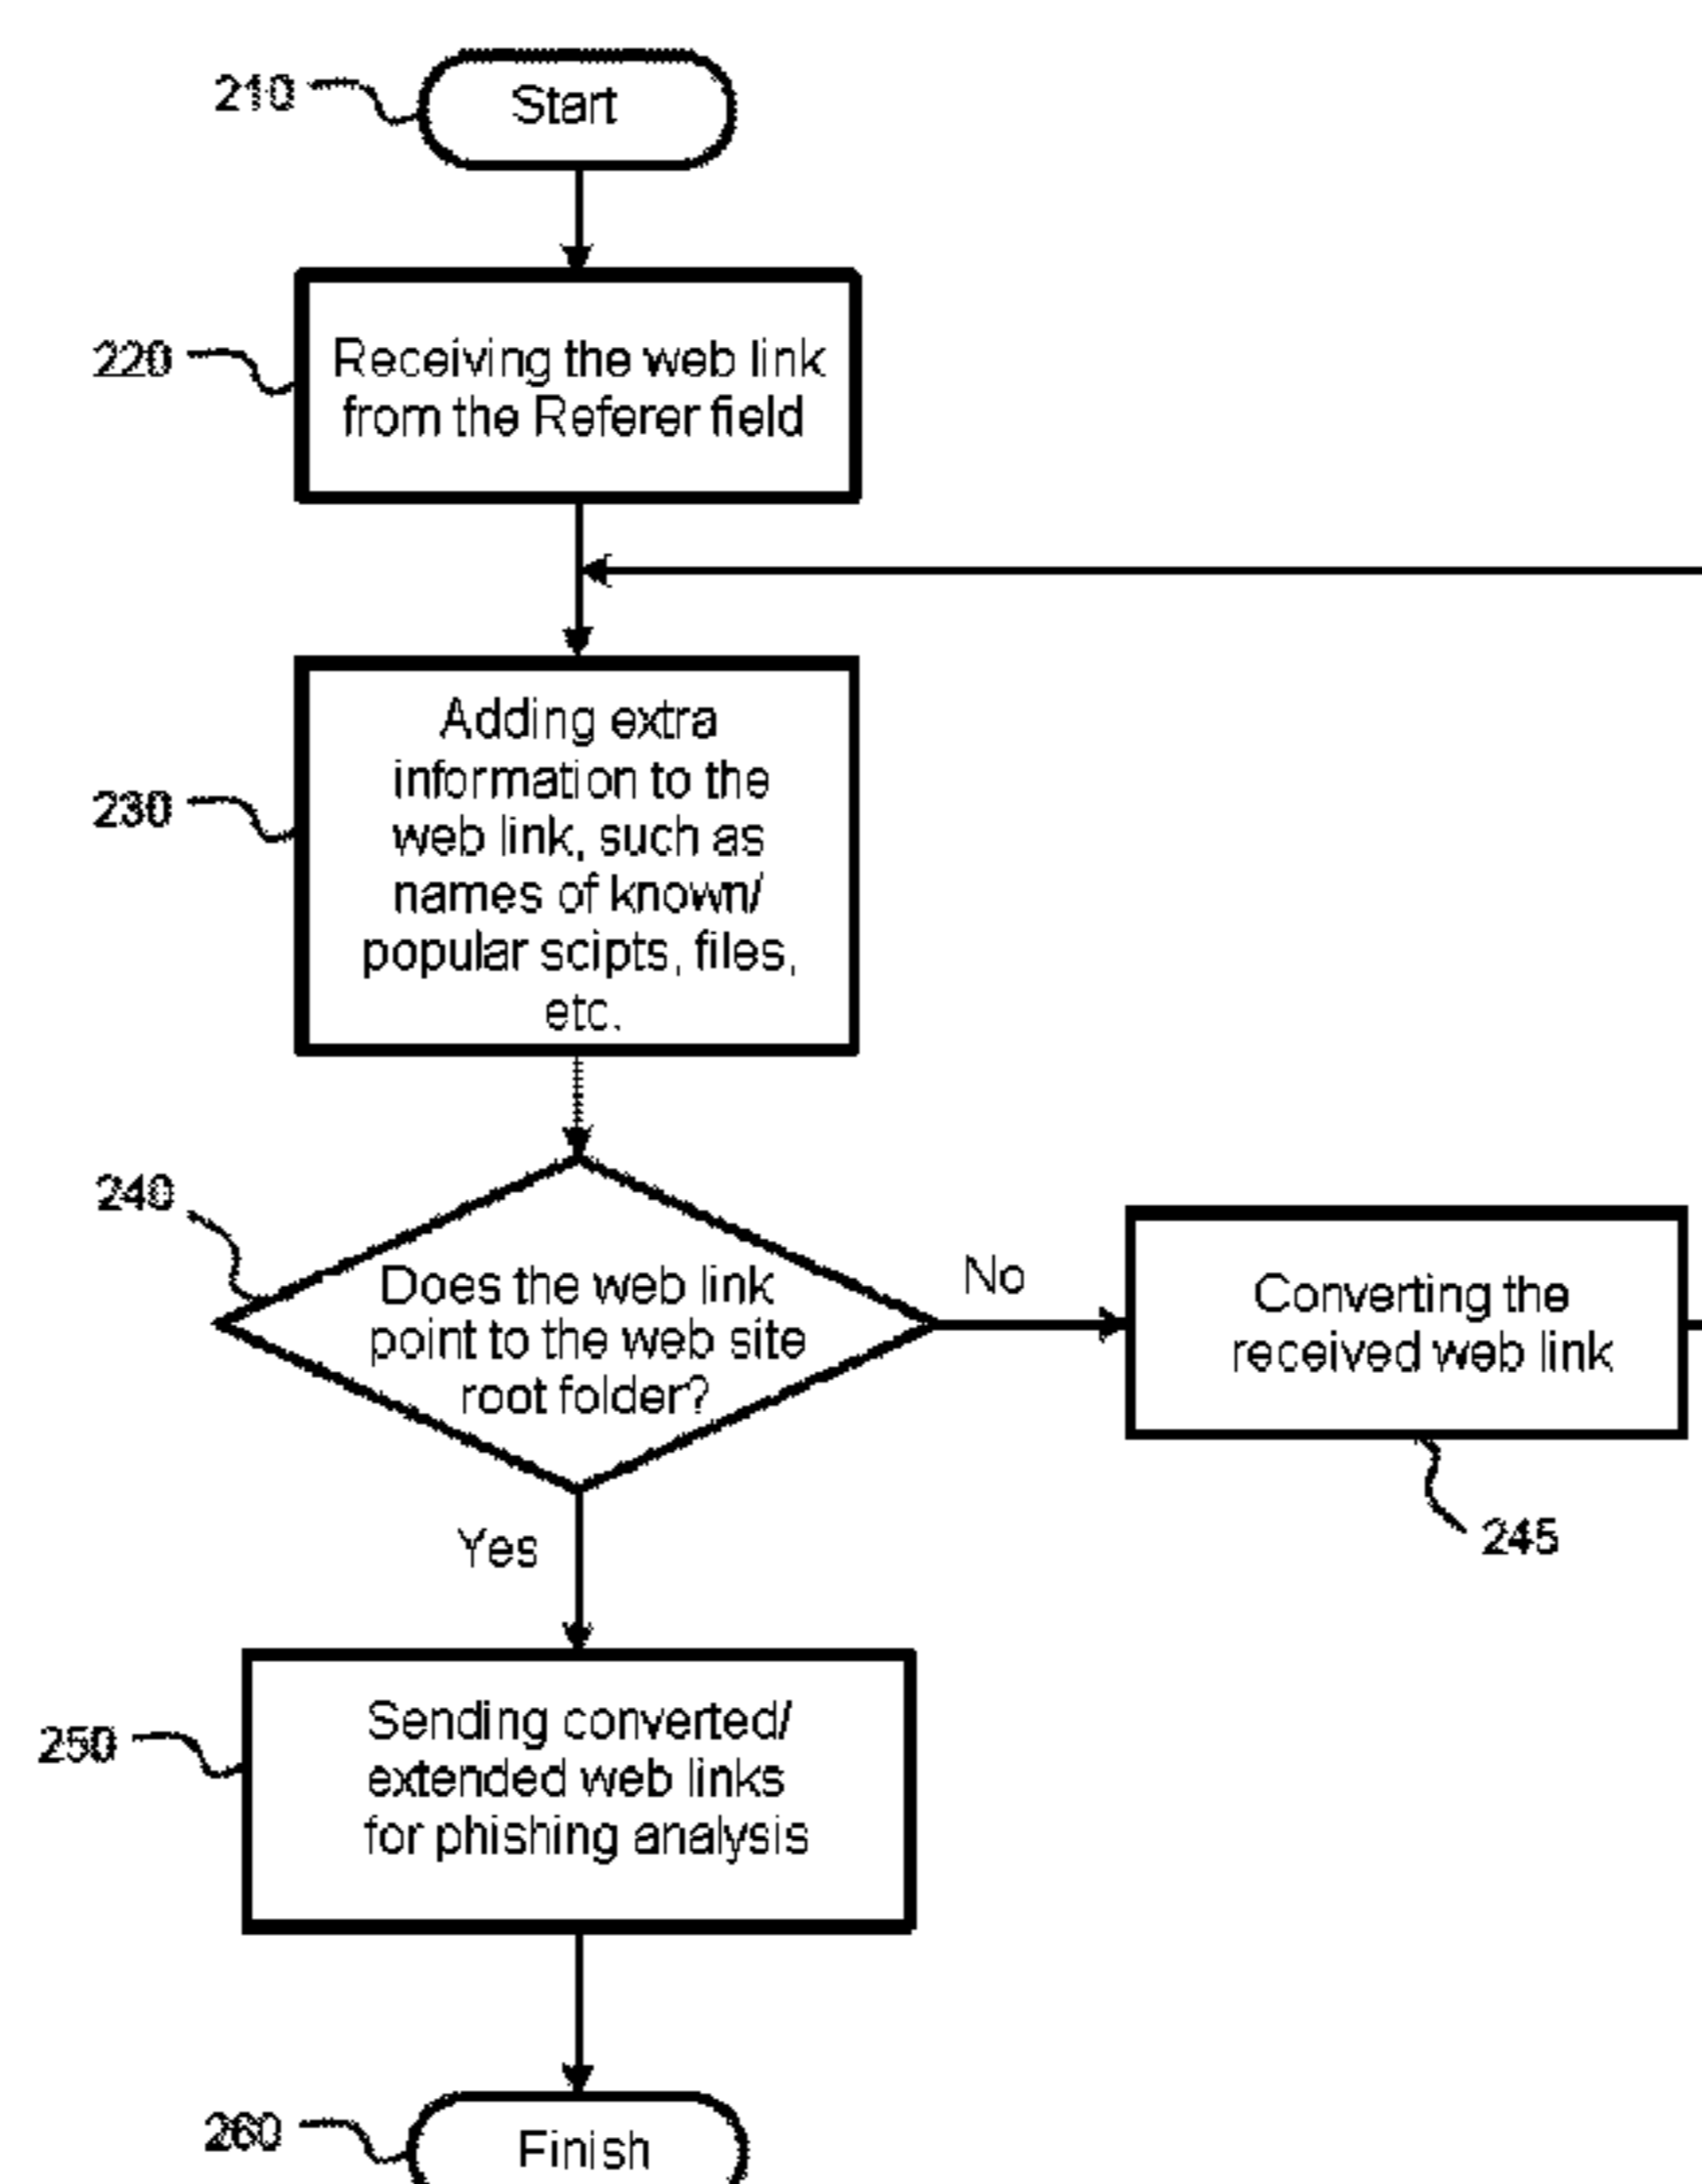 210
Start
220
Receiving the web link
from the Referer field
230
Adding extra
information to the
web link, such as
names of known/
popular scipts, files,
etc.
240
Does the web link
point to the web site
root folder?
No
Converting the
received web link
245
Yes
250
Sending converted/
extended web links
for phishing analysis
260
Finish